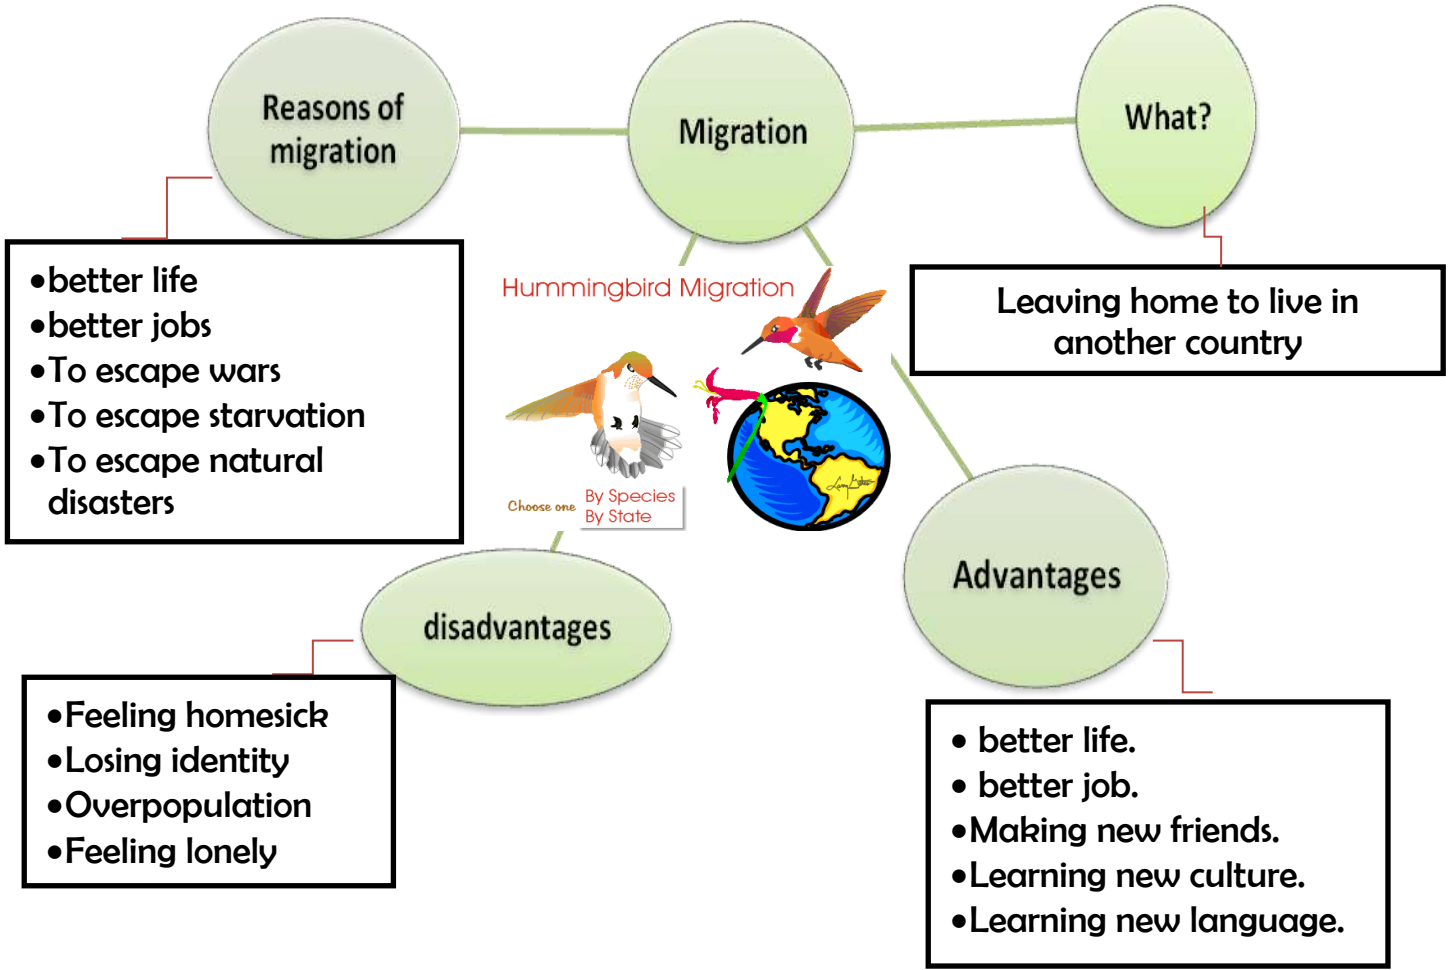 Reasons of
migration
Migration
What?
•better life
•better jobs
•To escape wars
•To escape starvation
•To escape natural
disasters
Hummingbird Migration
Choose one
By Species
By State
Leaving home to live in
another country
disadvantages
•Feeling homesick
•Losing identity
•Overpopulation
•Feeling lonely
Advantages
• better life.
• better job.
•Making new friends.
•Learning new culture.
•Learning new language.